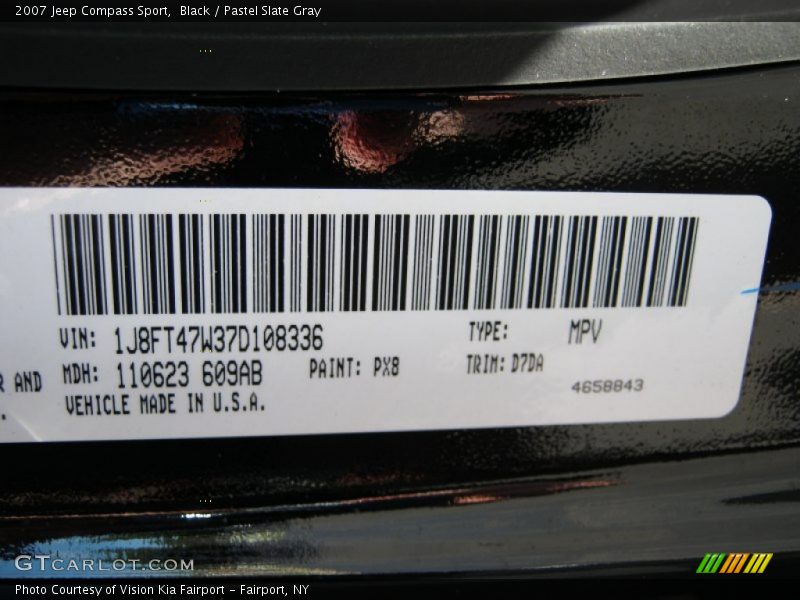 2007 Jeep Compass Sport,  Black / Pastel Slate Gray
VIN: 1J8FT47W37D108336 TYPE: MPV
R AND MDH: 110623 609AB PAINT: PX8 TRIM: D7DA
. VEHICLE MADE IN U.S.A. 4658843
GTCARLOT.COM
Photo Courtesy of Vision Kia Fairport - Fairport, NY